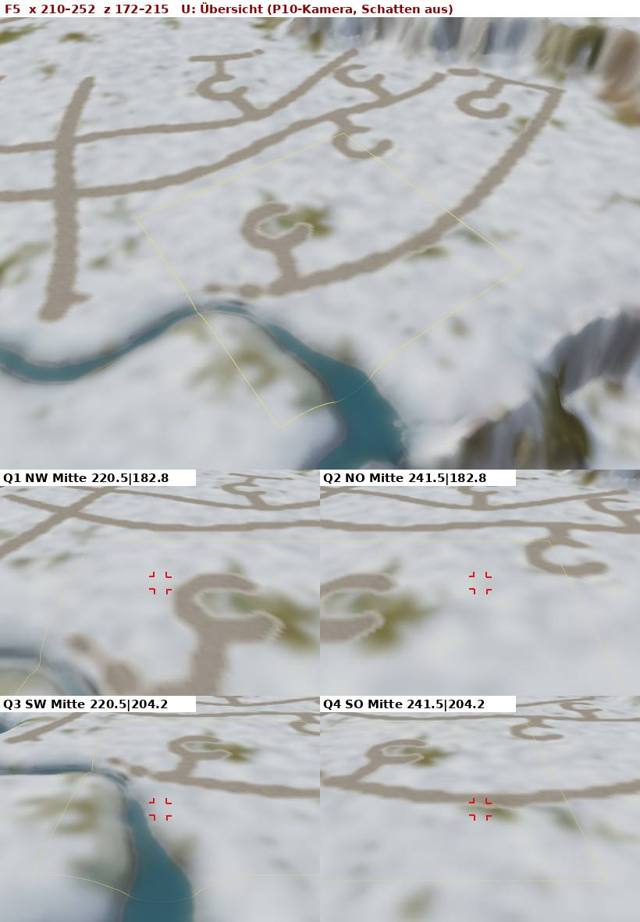 F5 x 210–252 z 172–215 U: Übersicht (P10-Kamera, Schatten aus)
Q1 NW Mitte 220.5|182.8
Q2 NO Mitte 241.5|182.8
Q3 SW Mitte 220.5|204.2
Q4 SO Mitte 241.5|204.2